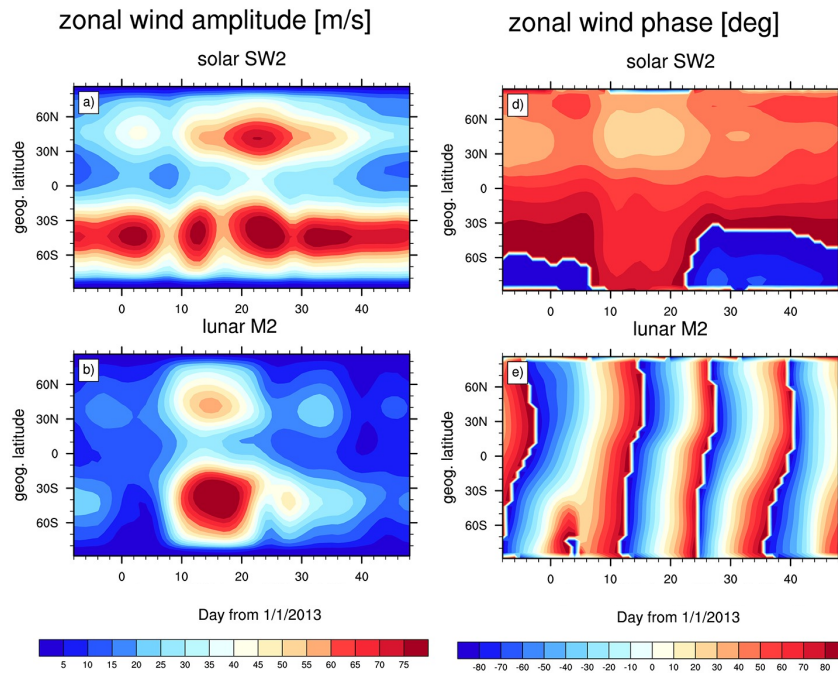 zonal wind amplitude [m/s]
zonal wind phase [deg]
solar SW2
solar SW2
a)
60N
30N
0
30S
60S
geog. latitude
0 10 20 30 40
d)
60N
30N
0
30S
60S
geog. latitude
0 10 20 30 40
lunar M2
lunar M2
b)
60N
30N
0
30S
60S
geog. latitude
0 10 20 30 40
e)
60N
30N
0
30S
60S
geog. latitude
0 10 20 30 40
Day from 1/1/2013
Day from 1/1/2013
5 10 15 20 25 30 35 40 45 50 55 60 65 70 75
-80 -70 -60 -50 -40 -30 -20 -10 0 10 20 30 40 50 60 70 80